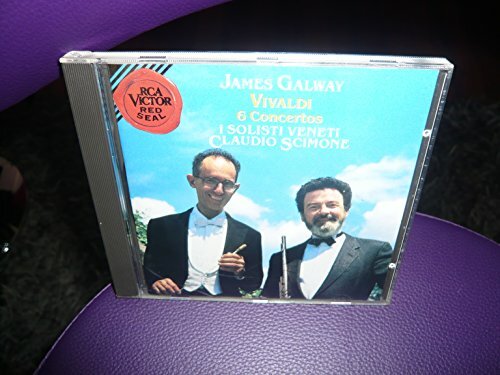 RCA
VICTOR
RED
SEAL
JAMES GALWAY
VIVALDI
6 CONCERTOS
I SOLISTI VENETI
CLAUDIO SCIMONE